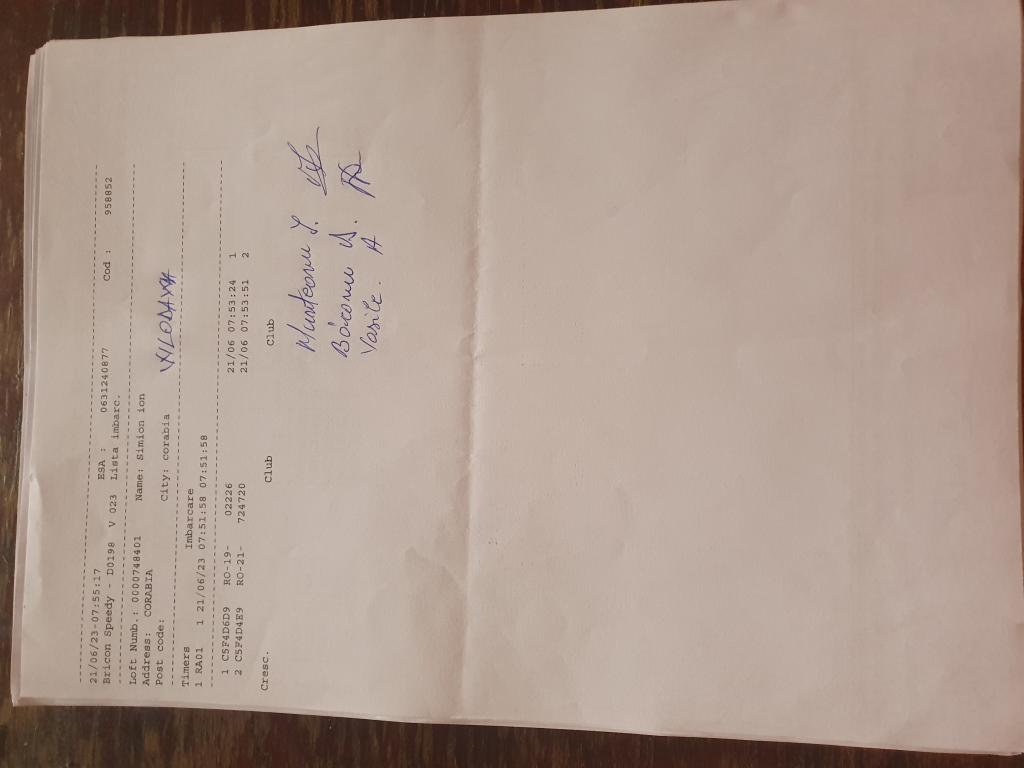 21/06/23-07:55:17 ESA : 0631240877 Cod : 958852
Bricon Speedy - D0198 V 023 Lista imbarc.
Loft Numb.: 0000748401 Name: Simion ion
Address: CORABIA
Post code: City: corabia
Timers Imbarcare
1 RA01 1 21/06/23 07:51:58 07:51:58
1 C5F4D6D9 RO-19- 02226 21/06 07:53:24 1
2 C5F4D4E9 RO-21- 724720 21/06 07:53:51 2
Cresc. Club Club
Munteanu I.
Vasile. A